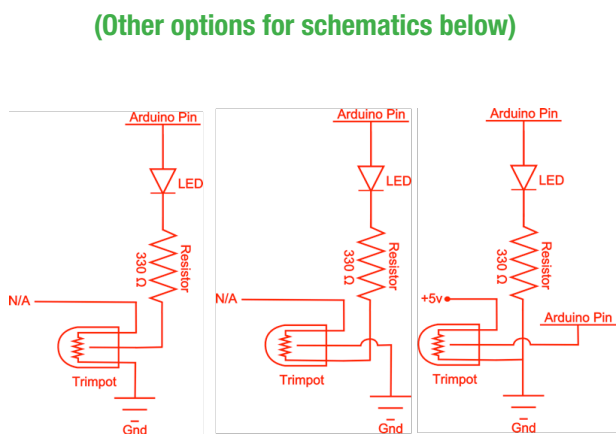 (Other options for schematics below)
Arduino Pin
LED
Resistor
330 Ω
N/A
Trimpot
Gnd
Arduino Pin
LED
Resistor
330 Ω
N/A
Trimpot
Gnd
Arduino Pin
LED
Resistor
330 Ω
+5v
Arduino Pin
Trimpot
Gnd